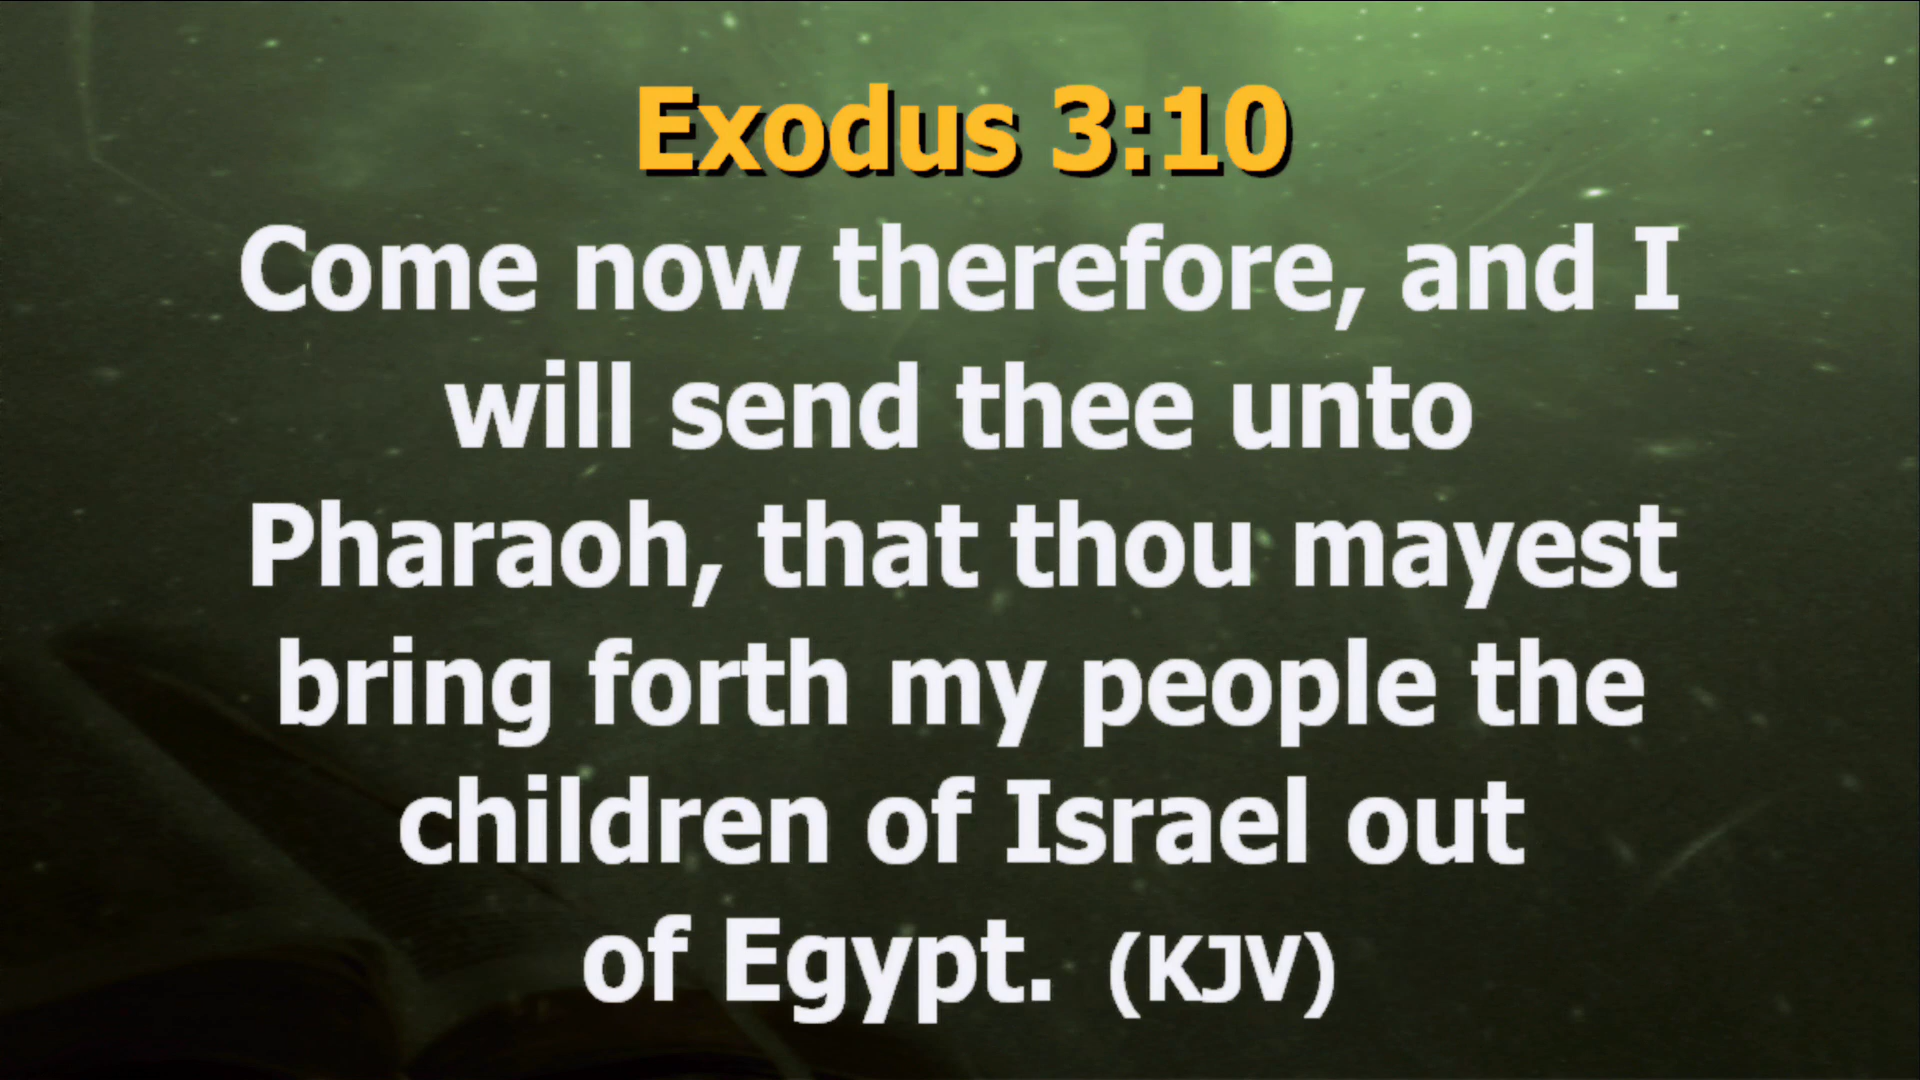 Exodus 3:10
Come now therefore, and I
will send thee unto
Pharaoh, that thou mayest
bring forth my people the
children of Israel out
of Egypt. (KJV)